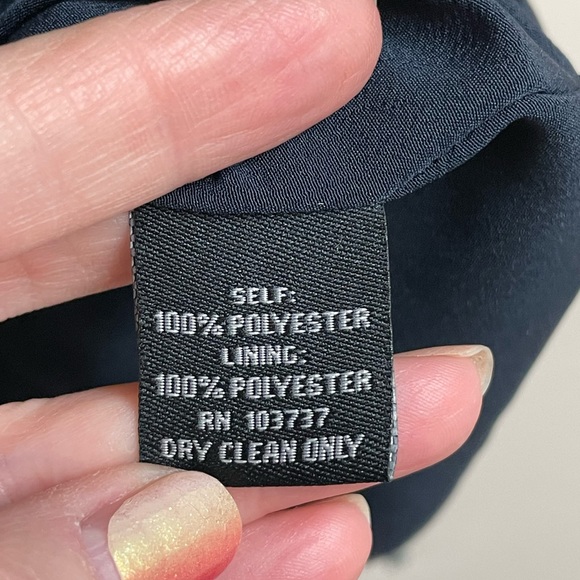 SELF:
100% POLYESTER
LINING:
100% POLYESTER
RN 103737
DRY CLEAN ONLY